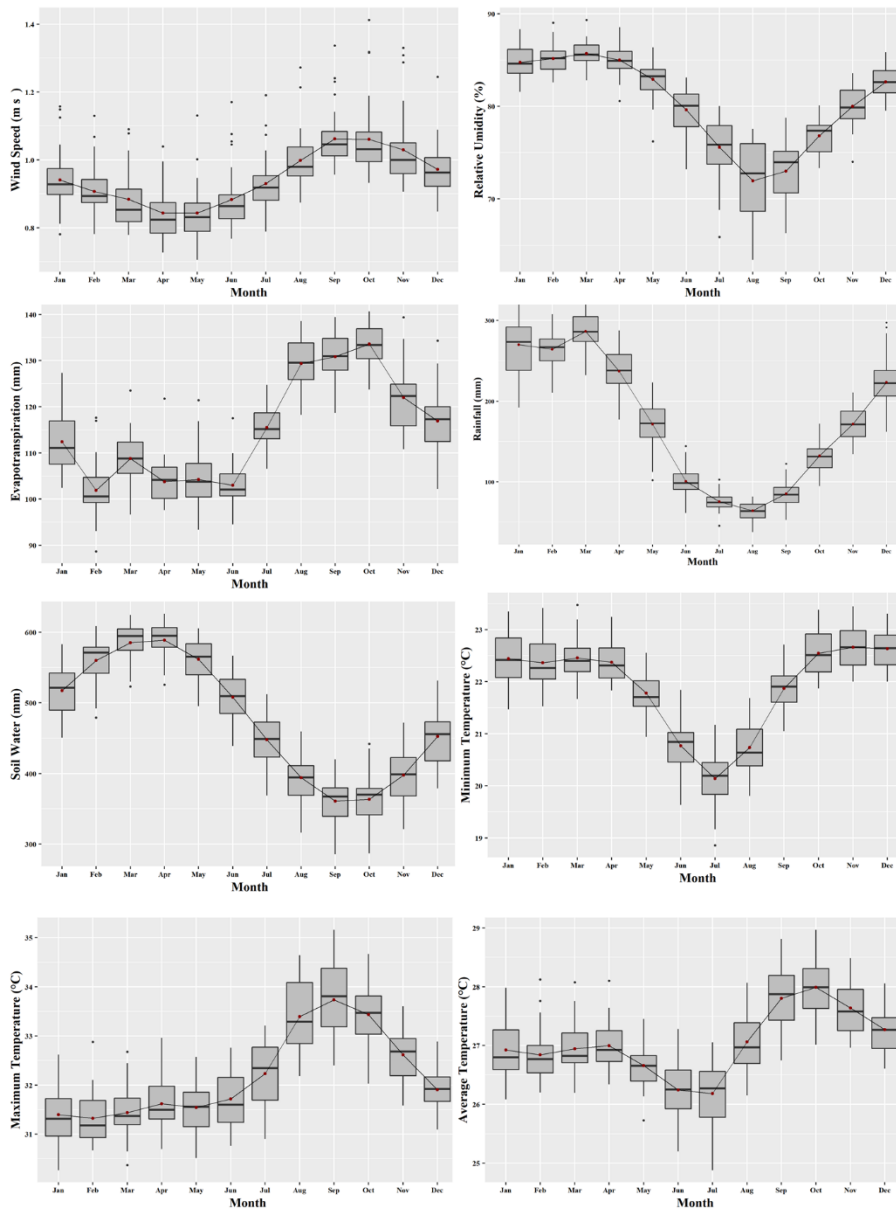 Wind Speed (m s )
1.4
1.2
1.0
0.8
Jan Feb Mar Apr May Jun Jul Aug Sep Oct Nov Dec
Month
Relative Umidity (%)
90
80
70
Jan Feb Mar Apr May Jun Jul Aug Sep Oct Nov Dec
Month
Evapotranspiration (mm)
140
130
120
110
100
90
Jan Feb Mar Apr May Jun Jul Aug Sep Oct Nov Dec
Month
Rainfall (mm)
300
200
100
Jan Feb Mar Apr May Jun Jul Aug Sep Oct Nov Dec
Month
Soil Water (mm)
600
500
400
300
Jan Feb Mar Apr May Jun Jul Aug Sep Oct Nov Dec
Month
Minimum Temperature (°C)
23
22
21
20
19
Jan Feb Mar Apr May Jun Jul Aug Sep Oct Nov Dec
Month
Maximum Temperature (°C)
35
34
33
32
31
Jan Feb Mar Apr May Jun Jul Aug Sep Oct Nov Dec
Month
Average Temperature (°C)
29
28
27
26
25
Jan Feb Mar Apr May Jun Jul Aug Sep Oct Nov Dec
Month